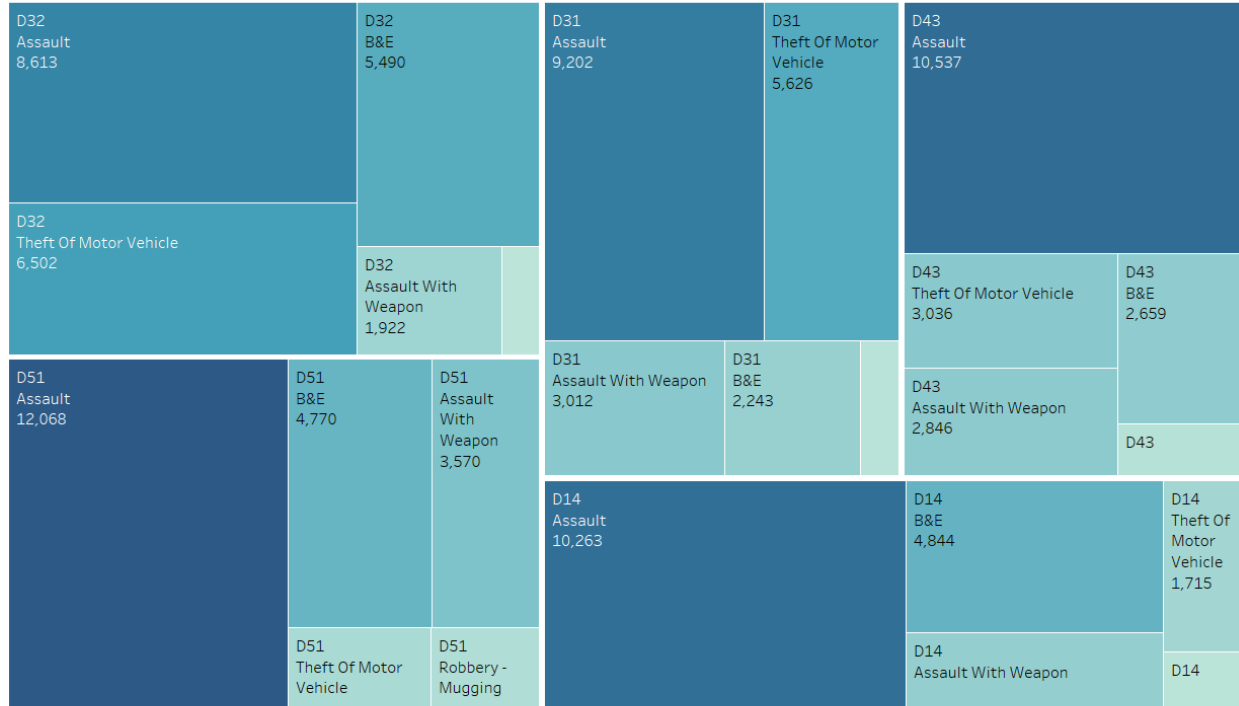 D32
Assault
8,613
D32
B&E
5,490
D32
Theft Of Motor Vehicle
6,502
D32
Assault With
Weapon
1,922
D31
Assault
9,202
D31
Theft Of Motor
Vehicle
5,626
D31
Assault With Weapon
3,012
D31
B&E
2,243
D43
Assault
10,537
D43
Theft Of Motor Vehicle
3,036
D43
B&E
2,659
D43
Assault With Weapon
2,846
D43
D51
Assault
12,068
D51
B&E
4,770
D51
Assault
With
Weapon
3,570
D51
Theft Of Motor
Vehicle
D51
Robbery -
Mugging
D14
Assault
10,263
D14
B&E
4,844
D14
Theft Of
Motor
Vehicle
1,715
D14
Assault With Weapon
D14